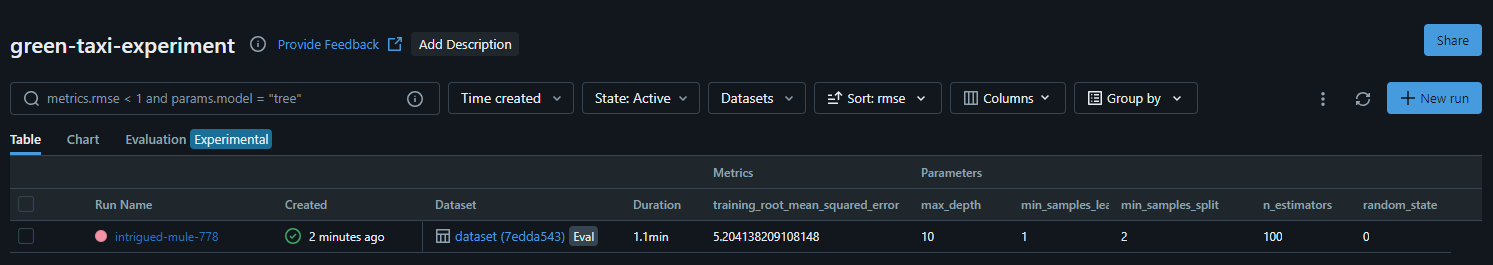 green-taxi-experiment Provide Feedback Add Description Share
metrics.rmse < 1 and params.model = "tree" Time created State: Active Datasets Sort: rmse Columns Group by New run
Table Chart Evaluation Experimental
Metrics Parameters
Run Name Created Dataset Duration training_root_mean_squared_error max_depth min_samples_lea min_samples_split n_estimators random_state
intrigued-mule-778 2 minutes ago dataset (7edda543) Eval 1.1min 5.204138209108148 10 1 2 100 0